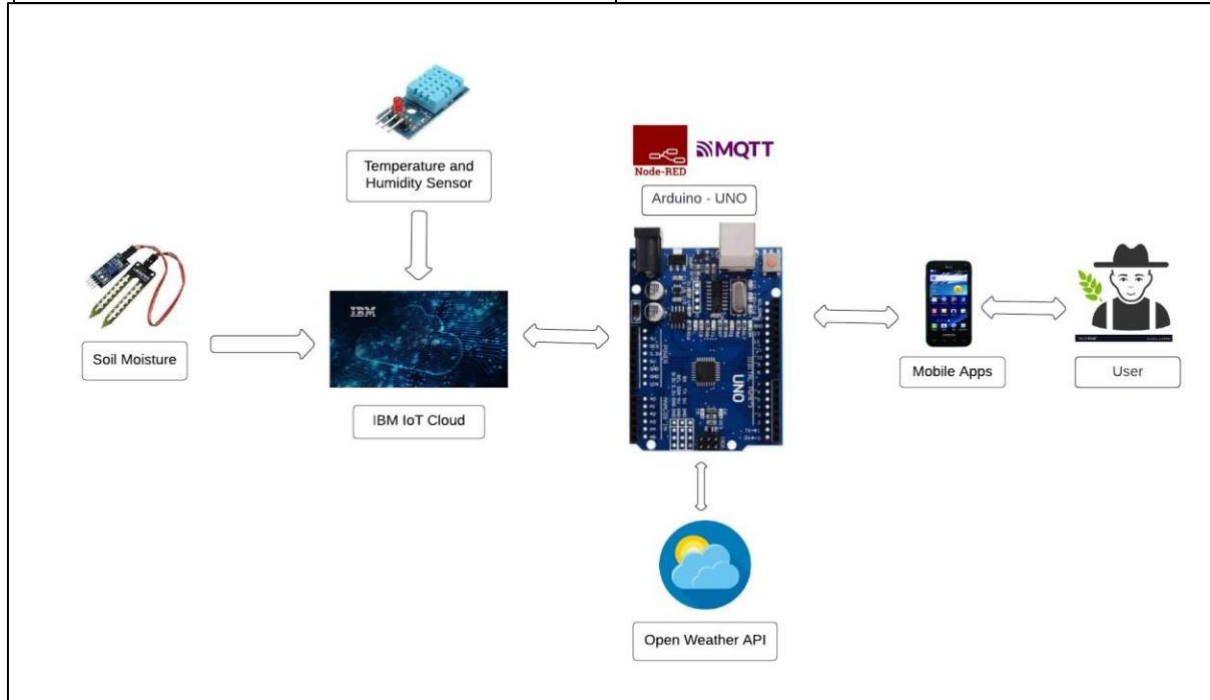 Temperature and
Humidity Sensor
Node-RED
MQTT
Arduino - UNO
IBM
Soil Moisture
IBM IoT Cloud
UNO
Mobile Apps
User
Open Weather API